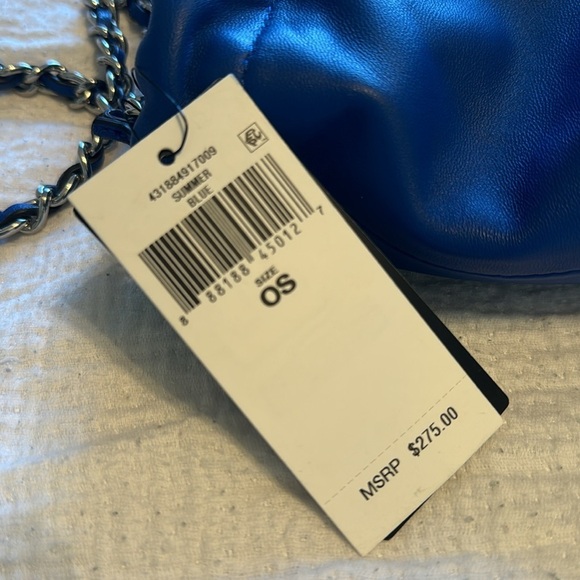 431884917009
SUMMER
BLUE
8 88188 45012 7
SIZE
OS
MSRP $275.00